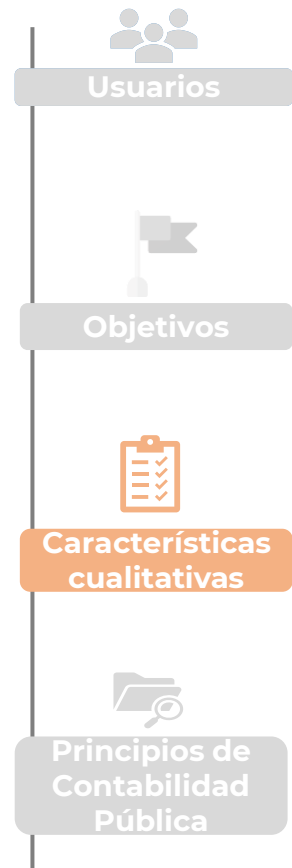 Usuarios
Objetivos
Características
cualitativas
Principios de
Contabilidad
Pública